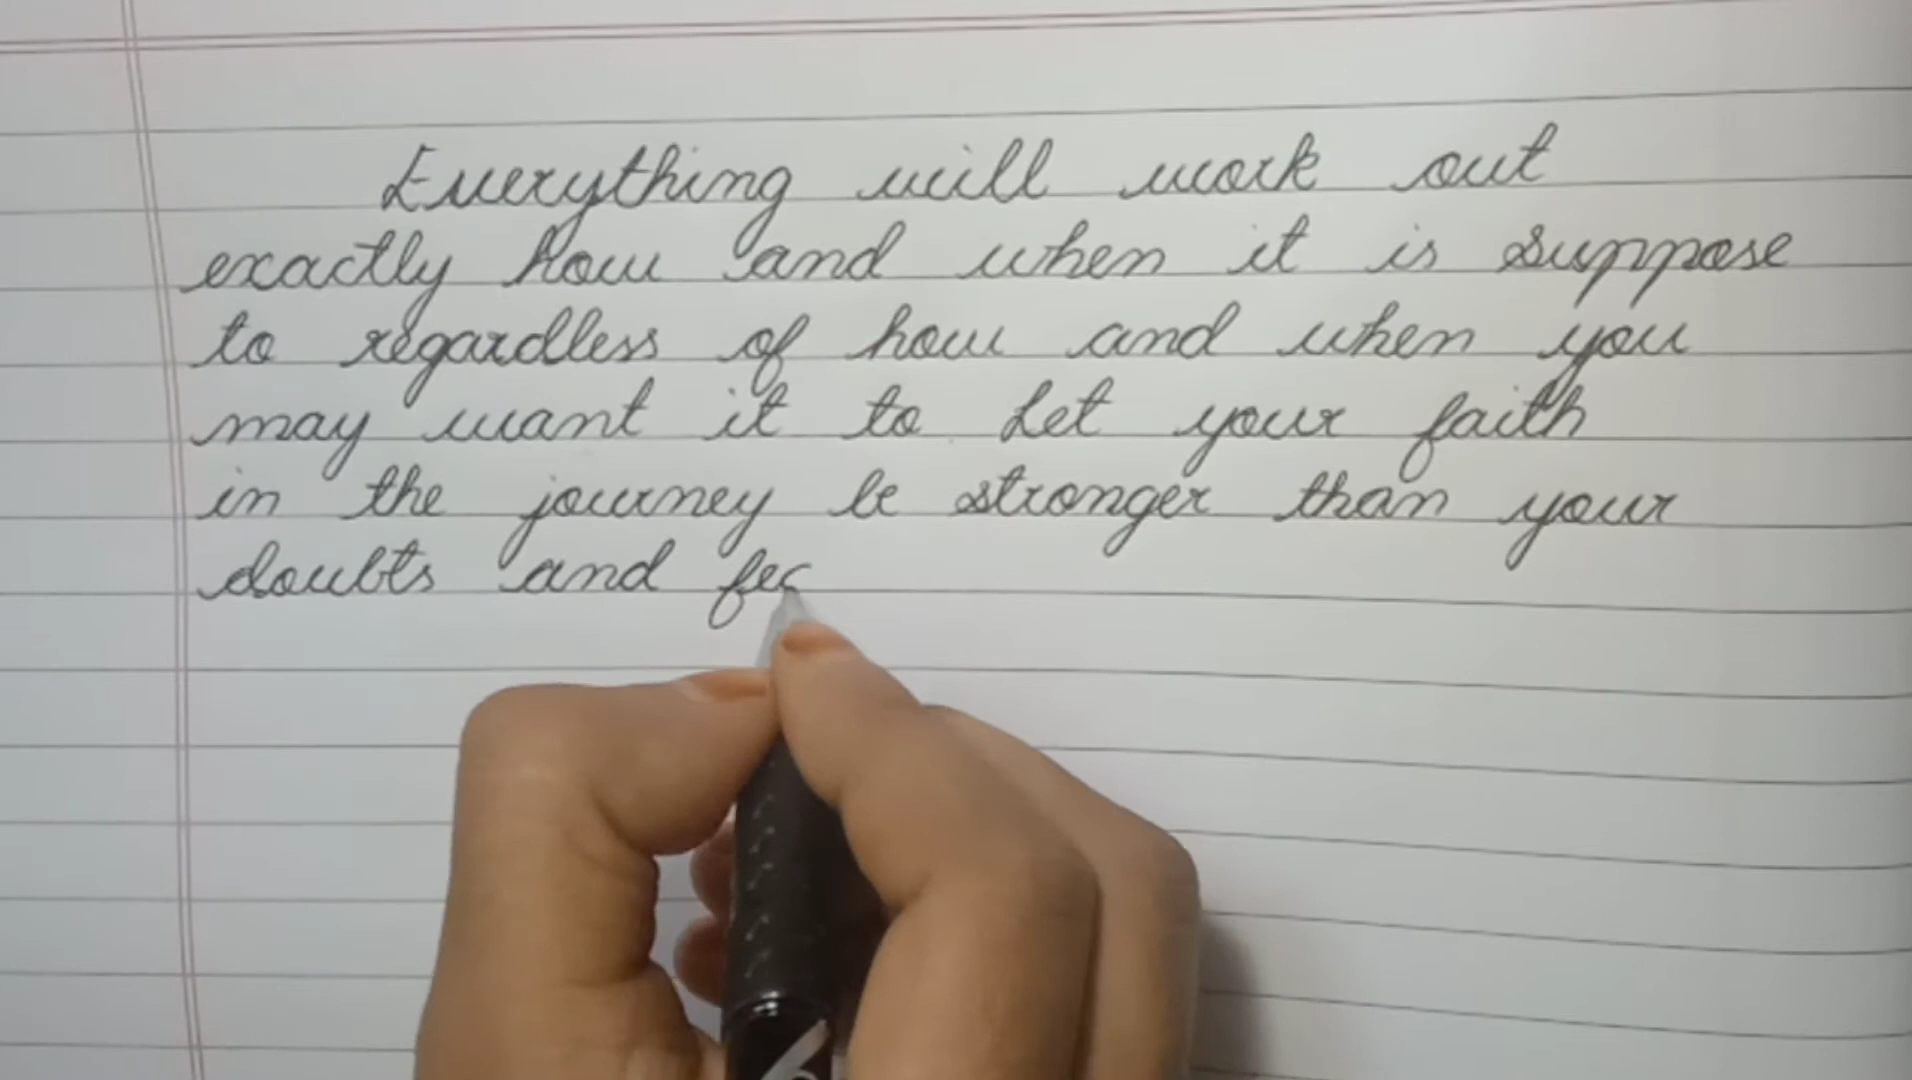 Everything will work out
exactly how and when it is suppose
to regardless of how and when you
may want it to Let your faith
in the journey be stronger than your
doubts and